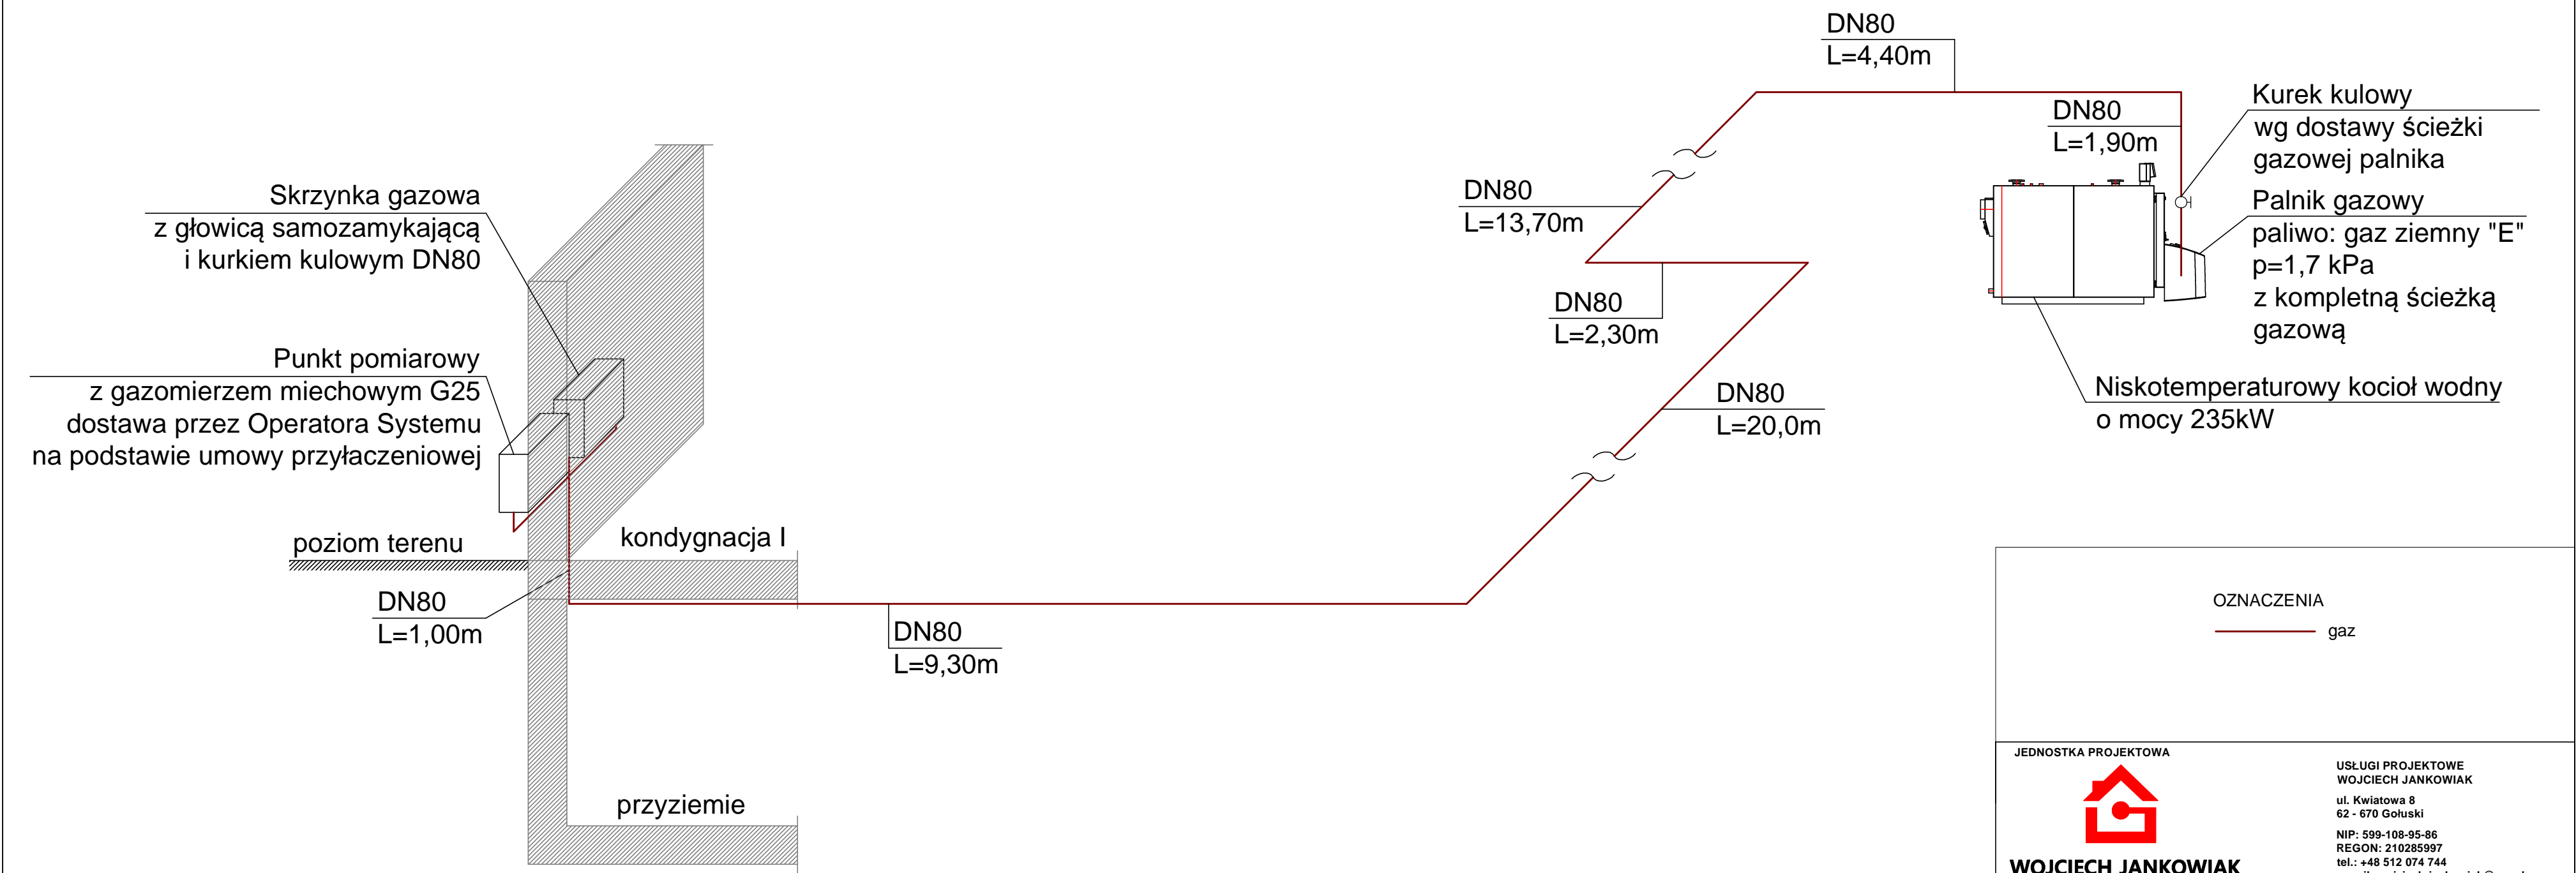 DN80
L=4,40m
Kurek kulowy
wg dostawy ścieżki
gazowej palnika
DN80
L=1,90m
Skrzynka gazowa
z głowicą samozamykającą
i kurkiem kulowym DN80
DN80
L=13,70m
Palnik gazowy
paliwo: gaz ziemny "E"
p=1,7 kPa
z kompletną ścieżką
gazową
DN80
L=2,30m
Punkt pomiarowy
z gazomierzem miechowym G25
dostawa przez Operatora Systemu
na podstawie umowy przyłaczeniowej
DN80
L=20,0m
Niskotemperaturowy kocioł wodny
o mocy 235kW
poziom terenu
kondygnacja I
DN80
L=1,00m
DN80
L=9,30m
przyziemie
OZNACZENIA
gaz
JEDNOSTKA PROJEKTOWA
WOJCIECH JANKOWIAK
USŁUGI PROJEKTOWE
WOJCIECH JANKOWIAK
ul. Kwiatowa 8
62 - 670 Gołuski
NIP: 599-108-95-86
REGON: 210285997
tel.: +48 512 074 744